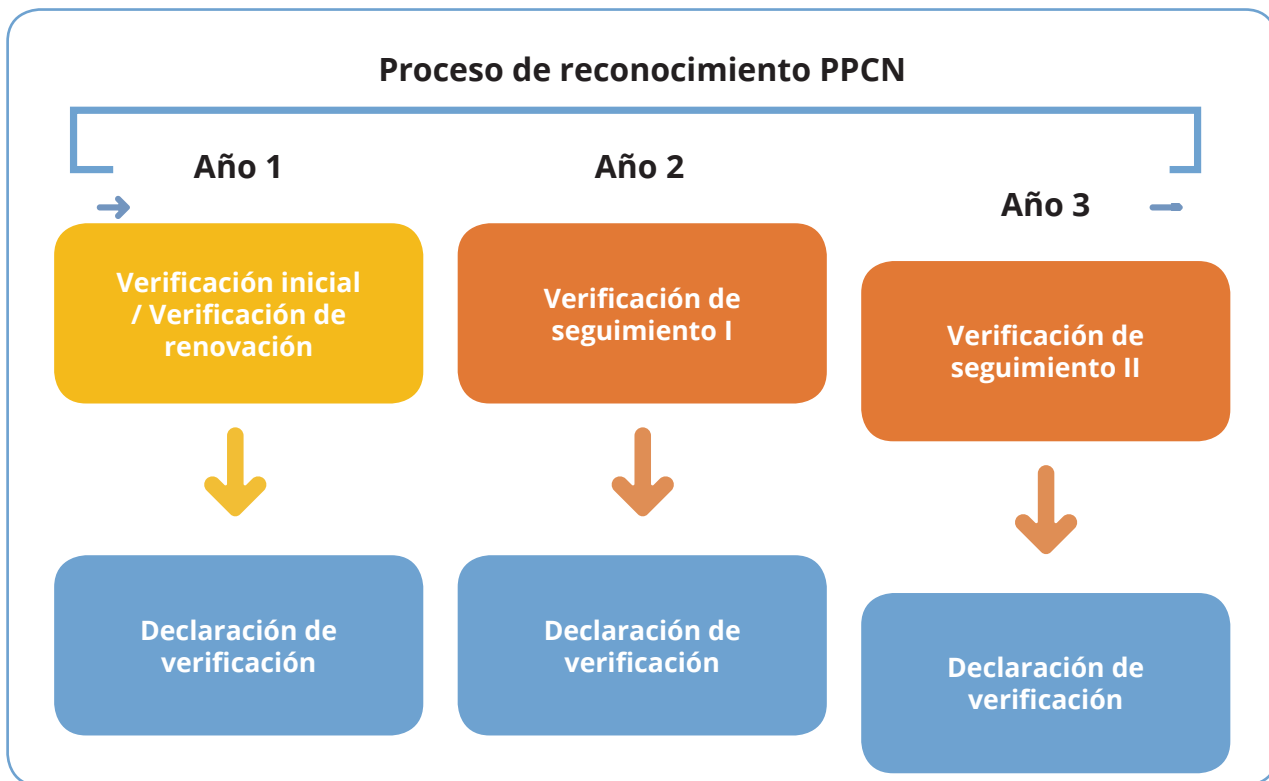 Proceso de reconocimiento PPCN
Año 1
Verificación inicial
/ Verificación de
renovación
Declaración de
verificación
Año 2
Verificación de
seguimiento I
Declaración de
verificación
Año 3
Verificación de
seguimiento II
Declaración de
verificación